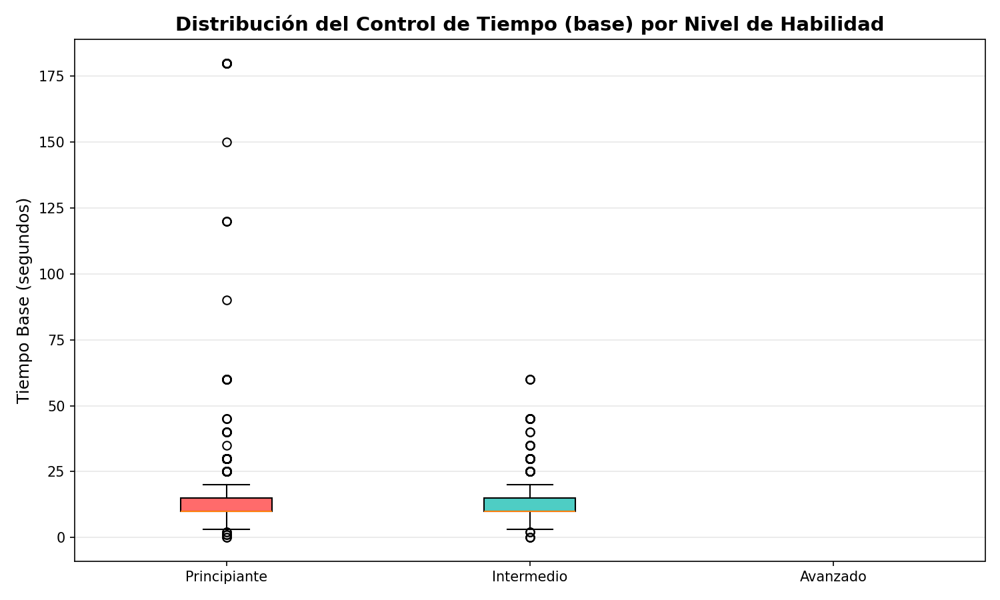 Distribución del Control de Tiempo (base) por Nivel de Habilidad
Tiempo Base (segundos)
175
150
125
100
75
50
25
0
Principiante
Intermedio
Avanzado